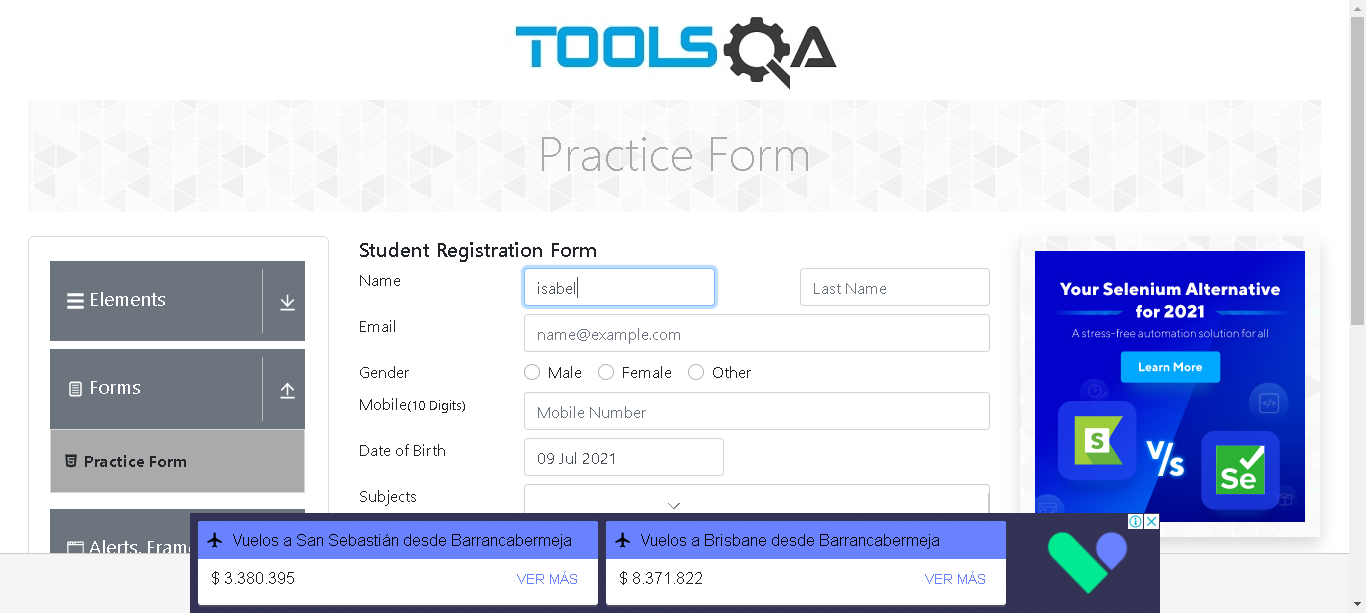 TOOLSQA
Practice Form
Elements
Forms
Practice Form
Alerts, Fram
Student Registration Form
Name
isabel
Last Name
Email
name@example.com
Gender
Male
Female
Other
Mobile(10 Digits)
Mobile Number
Date of Birth
09 Jul 2021
Subjects
Your Selenium Alternative
for 2021
A stress-free automation solution for all
Learn More
S
V/s
Se
Vuelos a San Sebastián desde Barrancabermeja
$ 3.380.395
VER MÁS
Vuelos a Brisbane desde Barrancabermeja
$ 8.371.822
VER MÁS